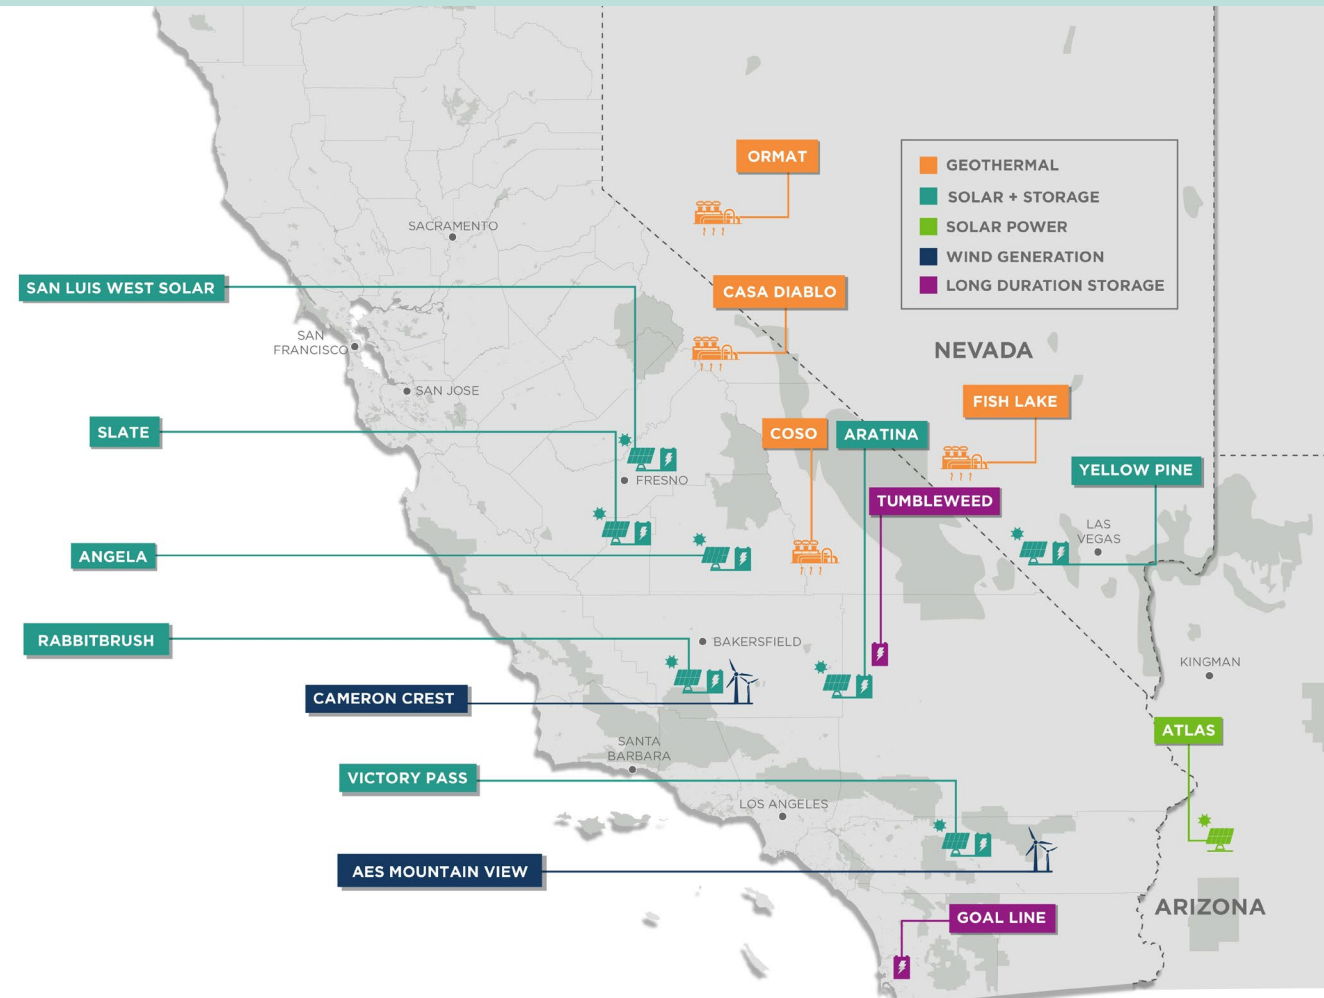 ORMAT
GEOTHERMAL
SOLAR + STORAGE
SOLAR POWER
WIND GENERATION
LONG DURATION STORAGE
SACRAMENTO
SAN LUIS WEST SOLAR
CASA DIABLO
SAN
FRANCISCO
NEVADA
SAN JOSE
FISH LAKE
SLATE
COSO
ARATINA
YELLOW PINE
FRESNO
TUMBLEWEED
LAS
VEGAS
ANGELA
RABBITBRUSH
BAKERSFIELD
KINGMAN
CAMERON CREST
ATLAS
SANTA
BARBARA
VICTORY PASS
LOS ANGELES
AES MOUNTAIN VIEW
ARIZONA
GOAL LINE